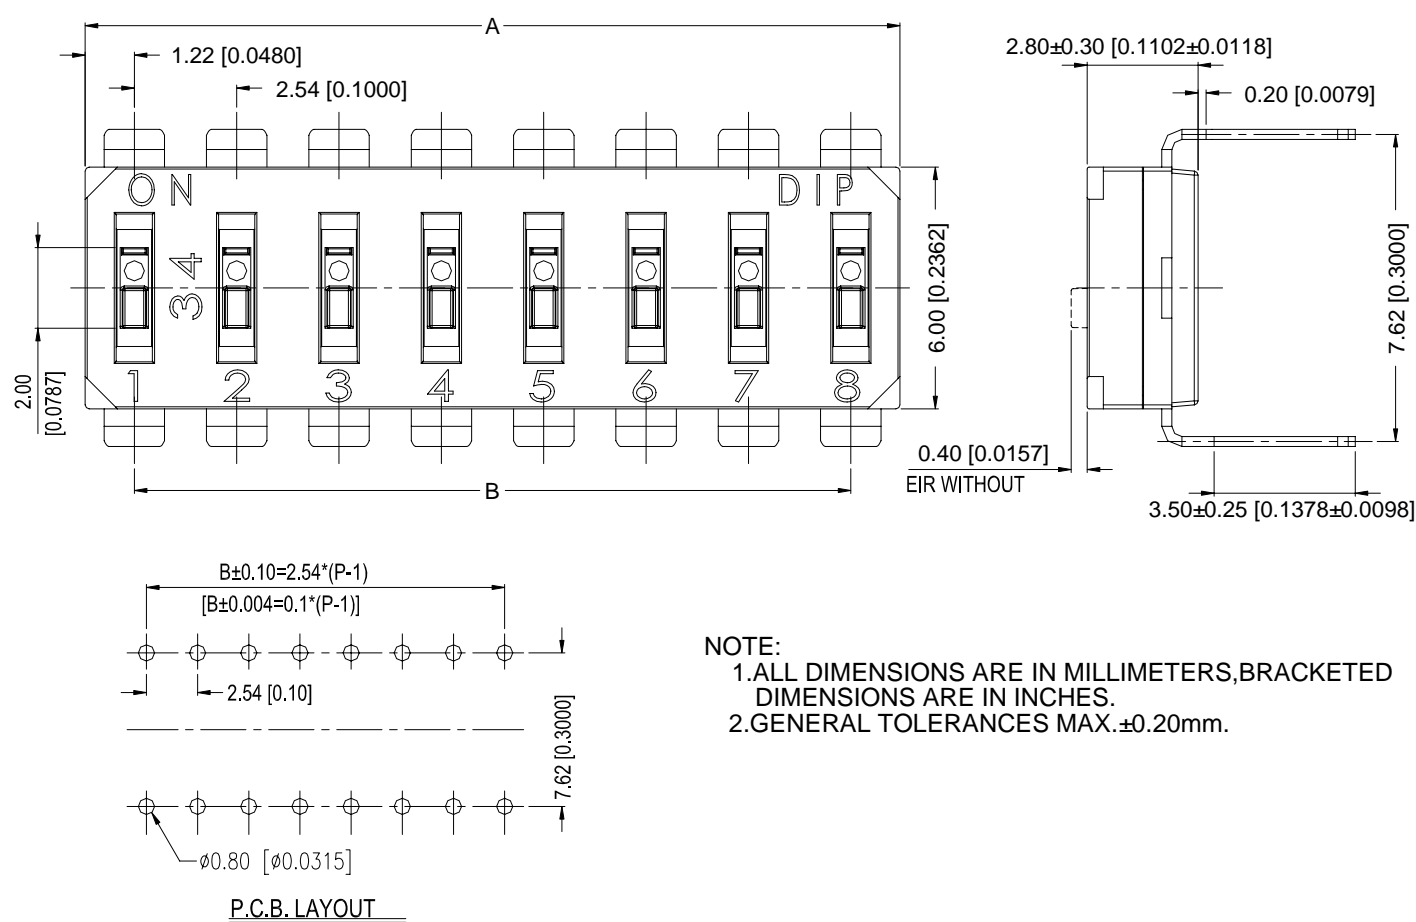 A
1.22 [0.0480]
2.54 [0.1000]
ON
DIP
34
1 2 3 4 5 6 7 8
2.00
[0.0787]
6.00 [0.2362]
B
2.80±0.30 [0.1102±0.0118]
0.20 [0.0079]
7.62 [0.3000]
0.40 [0.0157]
EIR WITHOUT
3.50±0.25 [0.1378±0.0098]
B±0.10=2.54*(P-1)
[B±0.004=0.1*(P-1)]
2.54 [0.10]
7.62 [0.3000]
ø0.80 [ø0.0315]
P.C.B. LAYOUT
NOTE:
1.ALL DIMENSIONS ARE IN MILLIMETERS,BRACKETED
DIMENSIONS ARE IN INCHES.
2.GENERAL TOLERANCES MAX.±0.20mm.